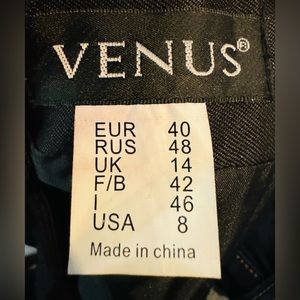 VENUS®
EUR 40
RUS 48
UK 14
F/B 42
I 46
USA 8
Made in china